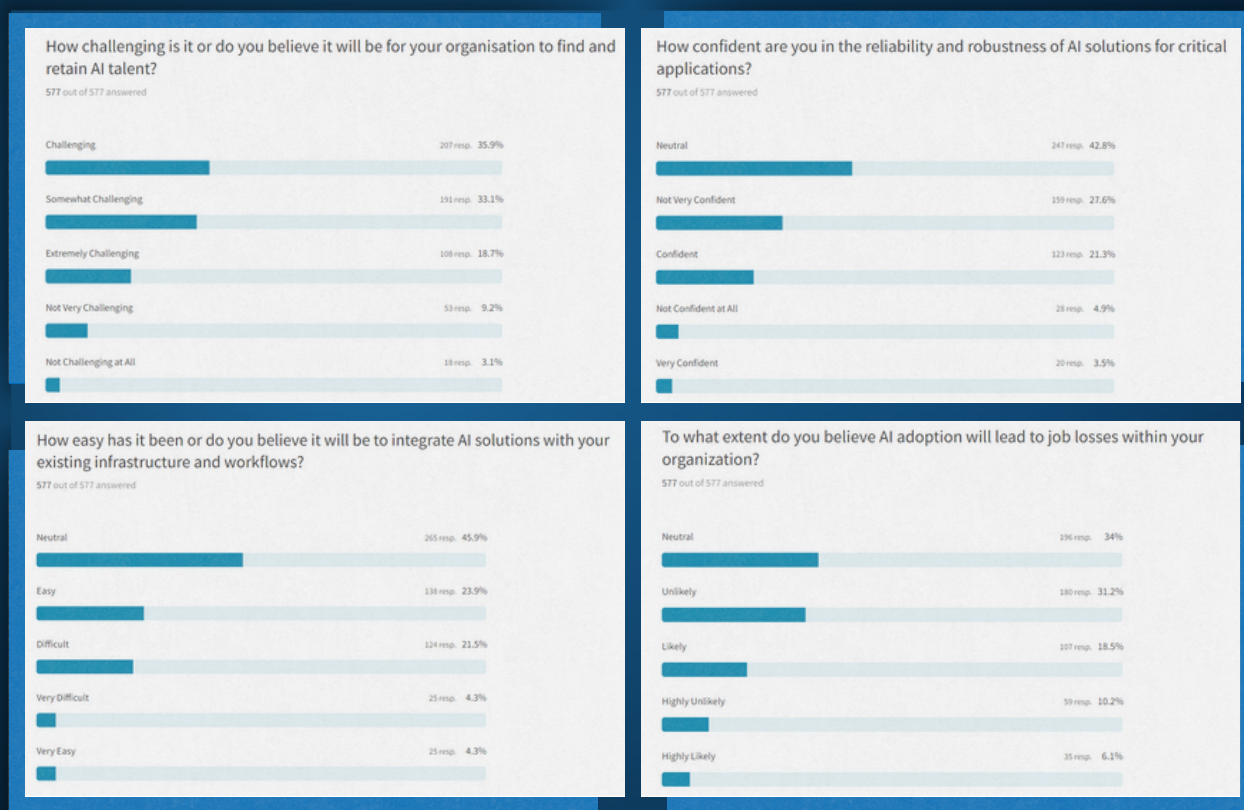 How challenging is it or do you believe it will be for your organisation to find and
retain AI talent?
577 out of 577 answered
Challenging
207 resp. 35.9%
Somewhat Challenging
191 resp. 33.1%
Extremely Challenging
108 resp. 18.7%
Not Very Challenging
53 resp. 9.2%
Not Challenging at All
18 resp. 3.1%
How confident are you in the reliability and robustness of AI solutions for critical
applications?
577 out of 577 answered
Neutral
247 resp. 42.8%
Not Very Confident
159 resp. 27.6%
Confident
123 resp. 21.3%
Not Confident at All
28 resp. 4.9%
Very Confident
20 resp. 3.5%
How easy has it been or do you believe it will be to integrate AI solutions with your
existing infrastructure and workflows?
577 out of 577 answered
Neutral
265 resp. 45.9%
Easy
138 resp. 23.9%
Difficult
124 resp. 21.5%
Very Difficult
25 resp. 4.3%
Very Easy
25 resp. 4.3%
To what extent do you believe AI adoption will lead to job losses within your
organization?
577 out of 577 answered
Neutral
196 resp. 34%
Unlikely
180 resp. 31.2%
Likely
107 resp. 18.5%
Highly Unlikely
59 resp. 10.2%
Highly Likely
35 resp. 6.1%